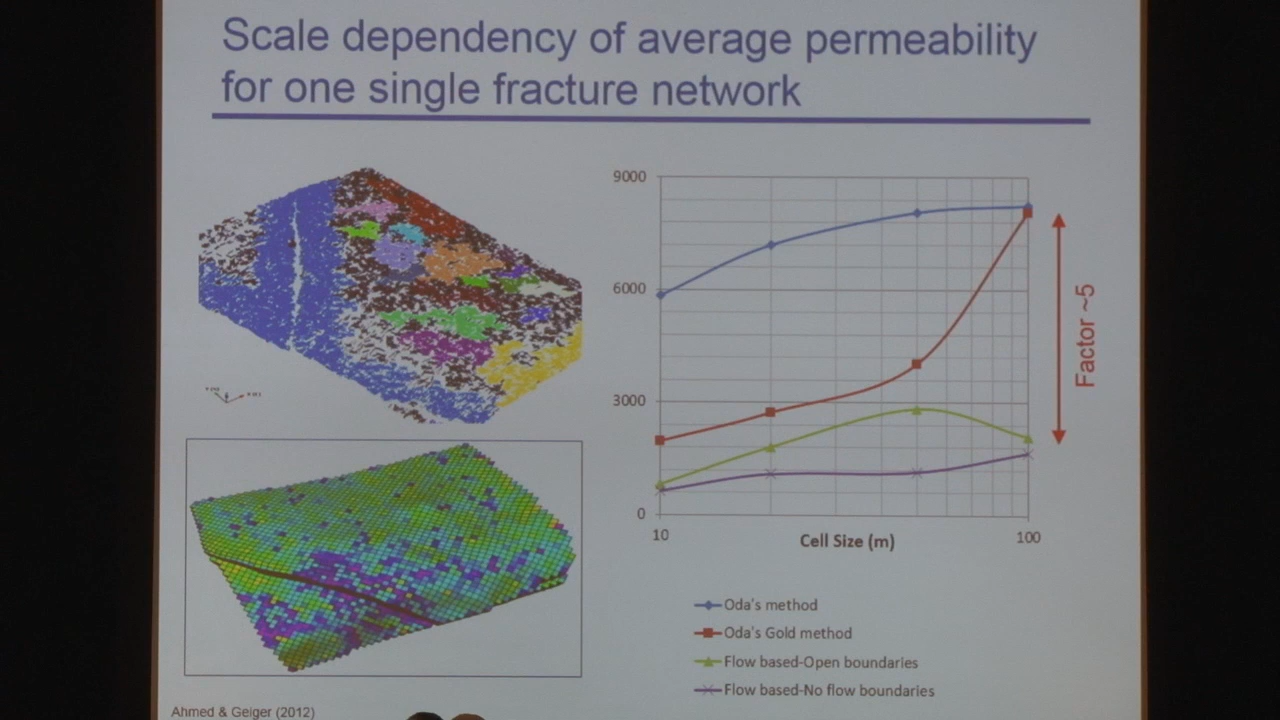 Scale dependency of average permeability
for one single fracture network
9000
6000
3000
0
10
Cell Size (m)
100
Factor ~5
Oda's method
Oda's Gold method
Flow based-Open boundaries
Flow based-No flow boundaries
Ahmed & Geiger (2012)